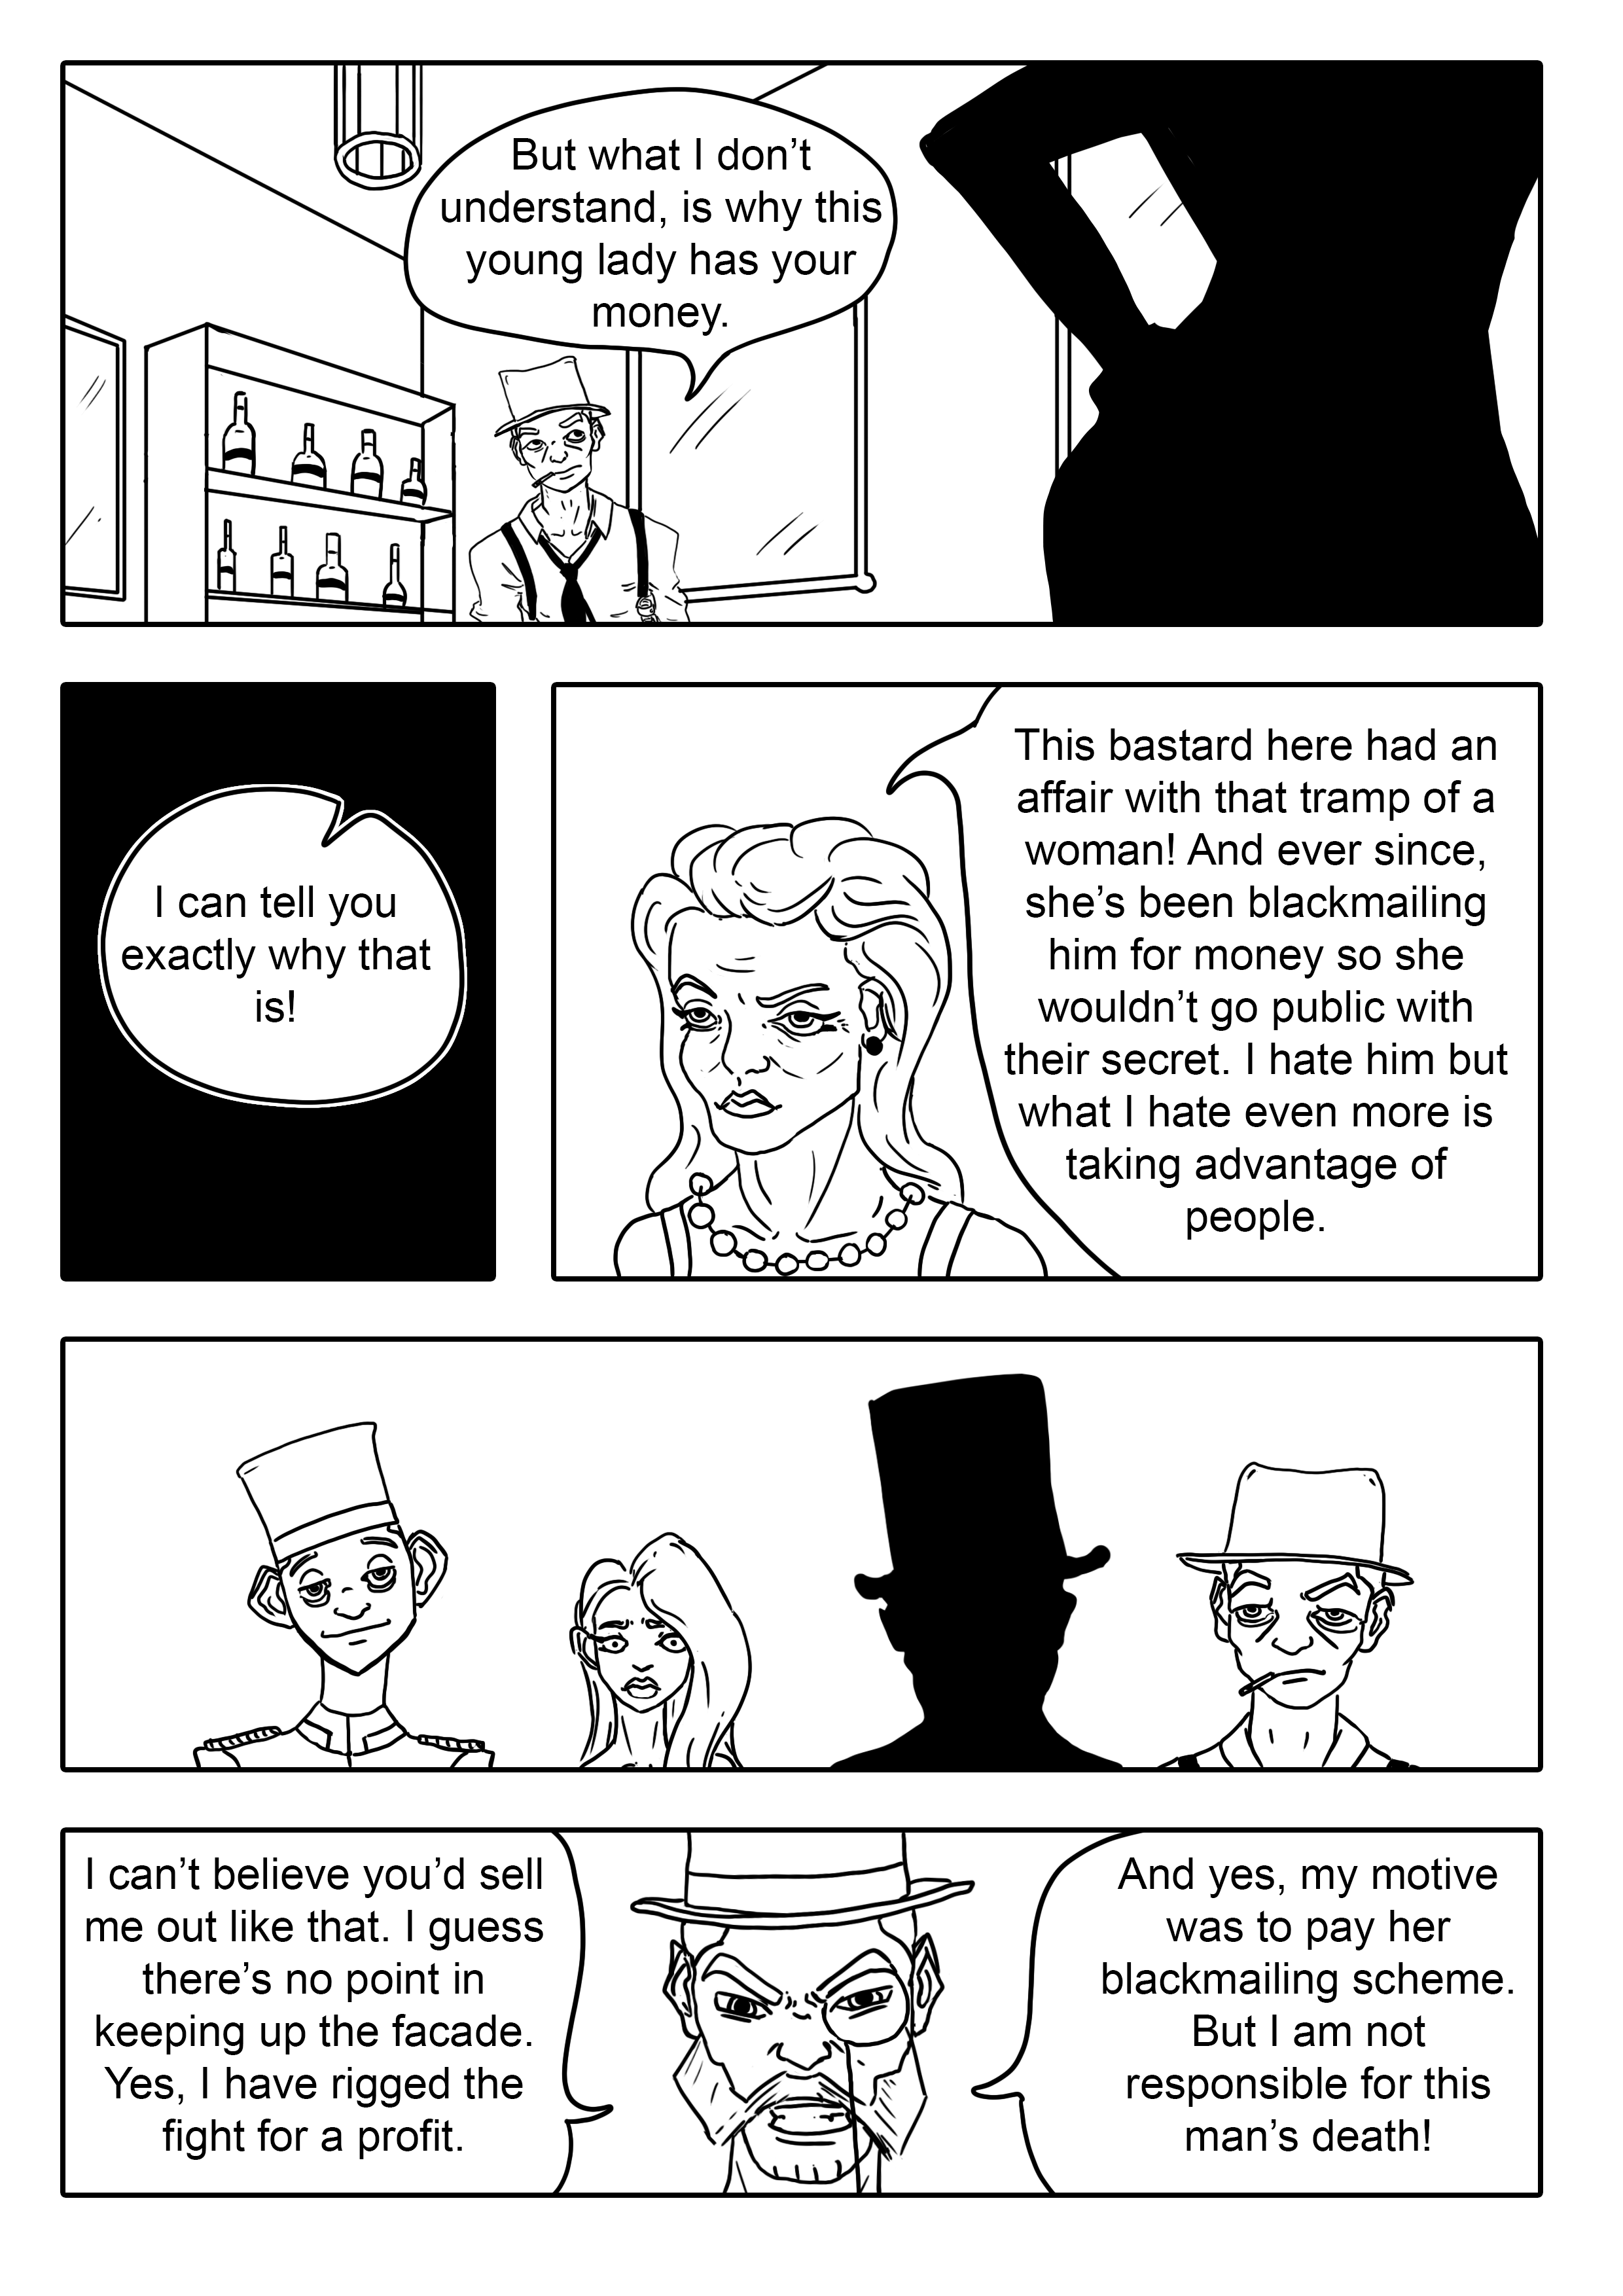 But what I don’t
understand, is why this
young lady has your
money.
I can tell you
exactly why that
is!
This bastard here had an
affair with that tramp of a
woman! And ever since,
she’s been blackmailing
him for money so she
wouldn’t go public with
their secret. I hate him but
what I hate even more is
taking advantage of
people.
I can’t believe you’d sell
me out like that. I guess
there’s no point in
keeping up the facade.
Yes, I have rigged the
fight for a profit.
And yes, my motive
was to pay her
blackmailing scheme.
But I am not
responsible for this
man’s death!